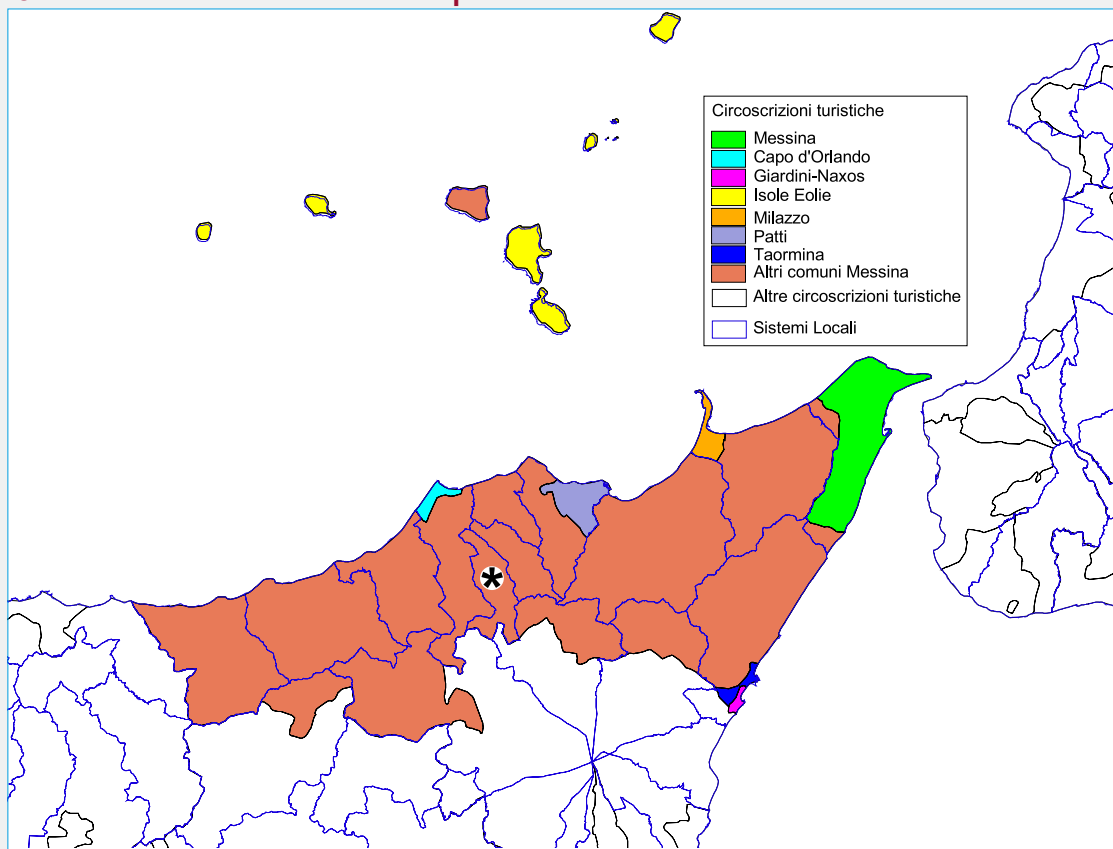 Circoscrizioni turistiche
Messina
Capo d'Orlando
Giardini-Naxos
Isole Eolie
Milazzo
Patti
Taormina
Altri comuni Messina
Altre circoscrizioni turistiche
Sistemi Locali
*